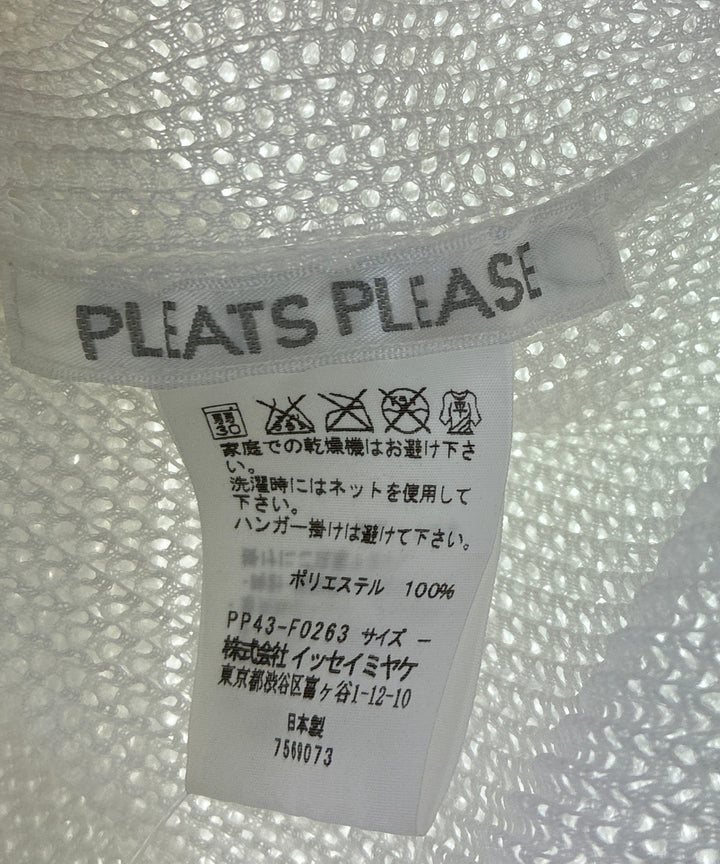 PLEATS PLEASE
家庭での乾燥機はお避け下さ
い。
洗濯時にはネットを使用して
下さい。
ハンガー掛けは避けて下さい。
ポリエステル 100%
PP43-F0263 サイズ −
株式会社 イッセイミヤケ
東京都渋谷区富ヶ谷1-12-10
日本製
7569073